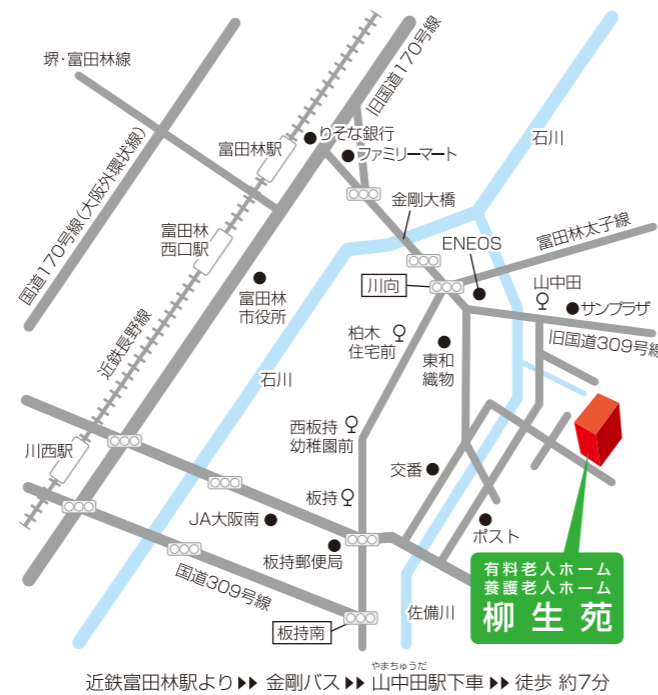 堺・富田林線
旧国道170号線
りそな銀行
石川
富田林駅
ファミリーマート
国道170号線(大阪外環状線)
金剛大橋
富田林
西口駅
ENEOS
富田林太子線
川向
山中田
富田林
市役所
サンプラザ
近鉄長野線
柏木
住宅前
東和
織物
旧国道309号線
石川
西板持
幼稚園前
川西駅
交番
板持
JA大阪南
ポスト
板持郵便局
国道309号線
有料老人ホーム
養護老人ホーム
柳生苑
佐備川
板持南
やまちゅうだ
近鉄富田林駅より▶▶ 金剛バス▶▶ 山中田駅下車 ▶▶ 徒歩 約7分